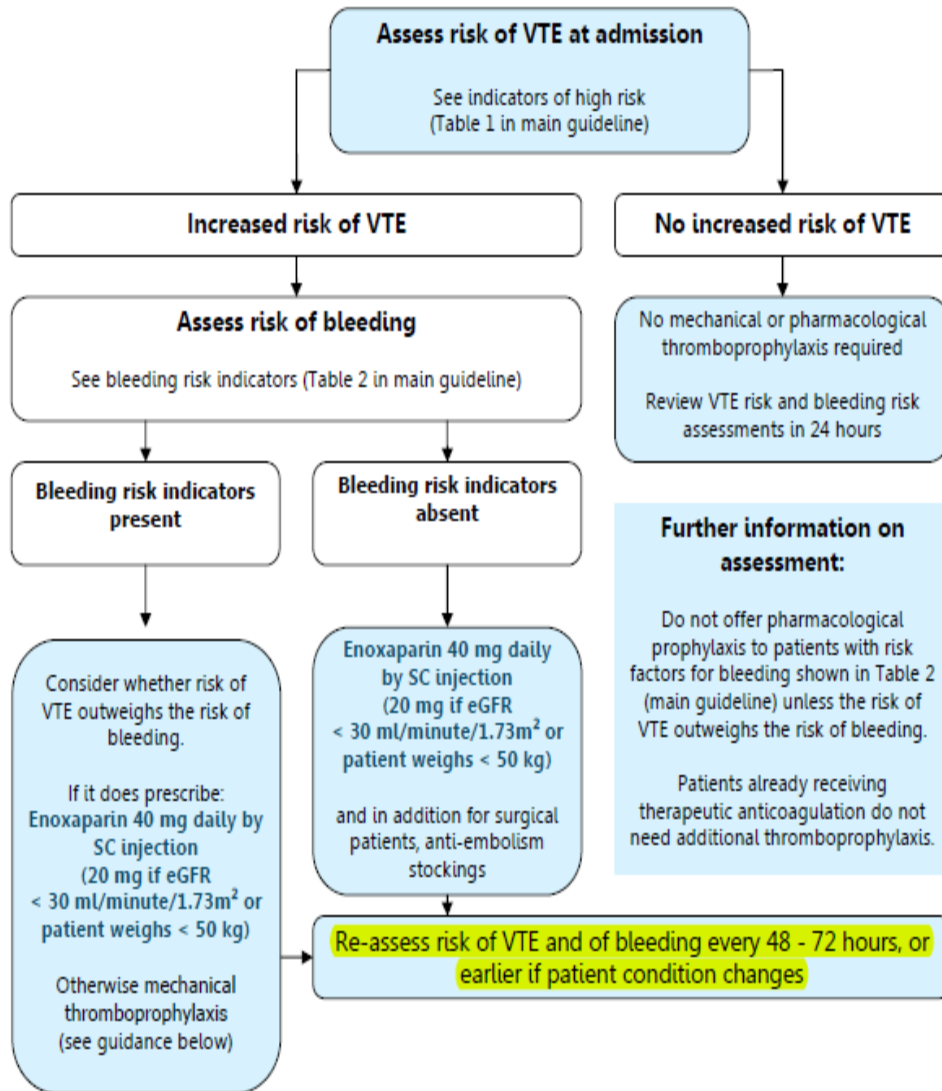 Assess risk of VTE at admission
See indicators of high risk
(Table 1 in main guideline)
Increased risk of VTE
No increased risk of VTE
Assess risk of bleeding
See bleeding risk indicators (Table 2 in main guideline)
No mechanical or pharmacological
thromboprophylaxis required
Review VTE risk and bleeding risk
assessments in 24 hours
Bleeding risk indicators
present
Bleeding risk indicators
absent
Further information on
assessment:
Do not offer pharmacological
prophylaxis to patients with risk
factors for bleeding shown in Table 2
(main guideline) unless the risk of
VTE outweighs the risk of bleeding.
Patients already receiving
therapeutic anticoagulation do not
need additional thromboprophylaxis.
Consider whether risk of
VTE outweighs the risk of
bleeding.
If it does prescribe:
Enoxaparin 40 mg daily by
SC injection
(20 mg if eGFR
< 30 ml/minute/1.73m² or
patient weighs < 50 kg)
Otherwise mechanical
thromboprophylaxis
(see guidance below)
Enoxaparin 40 mg daily
by SC injection
(20 mg if eGFR
< 30 ml/minute/1.73m² or
patient weighs < 50 kg)
and in addition for surgical
patients, anti-embolism
stockings
Re-assess risk of VTE and of bleeding every 48 - 72 hours, or
earlier if patient condition changes